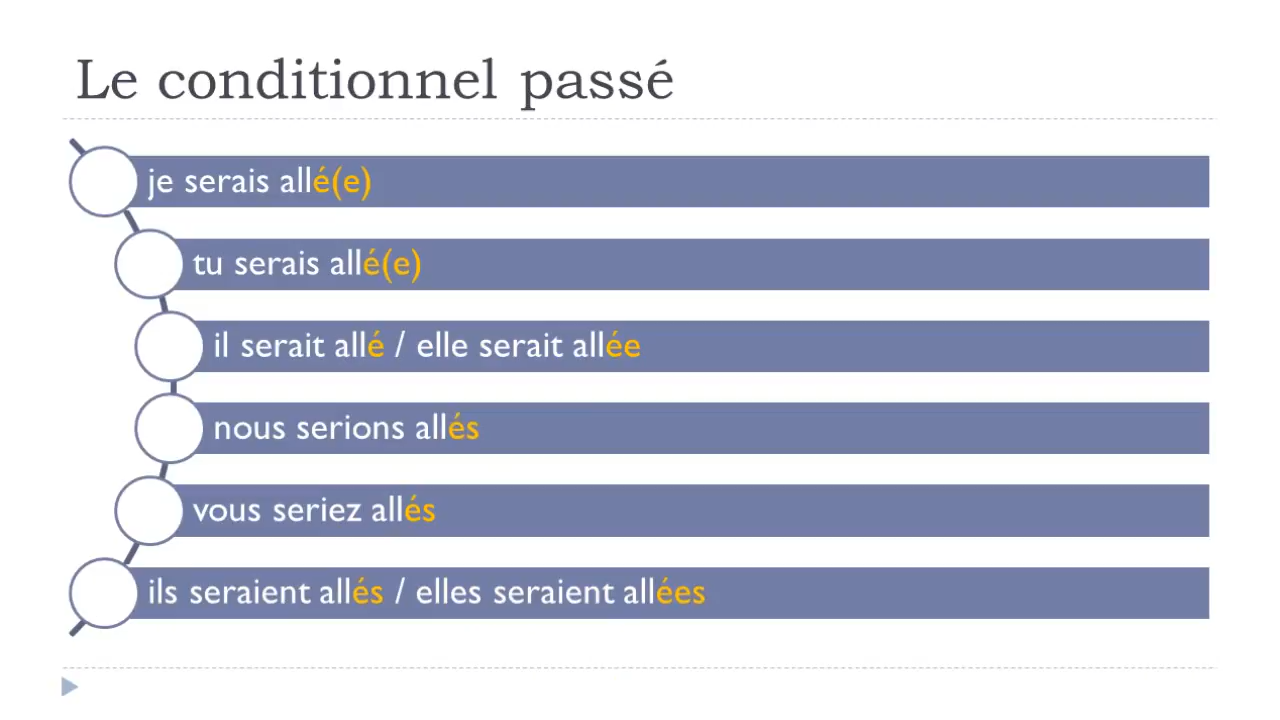 Le conditionnel passé
je serais allé(e)
tu serais allé(e)
il serait allé / elle serait allée
nous serions allés
vous seriez allés
ils seraient allés / elles seraient allées